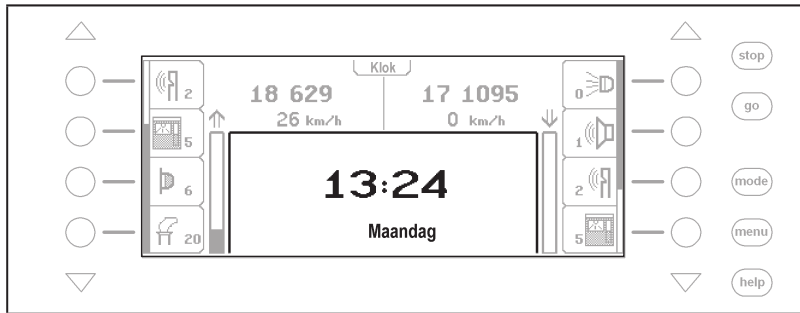 Klok
stop
2
18 629
17 1095
0
go
5
26 km/h
0 km/h
1
6
13:24
2
mode
20
Maandag
5
menu
help